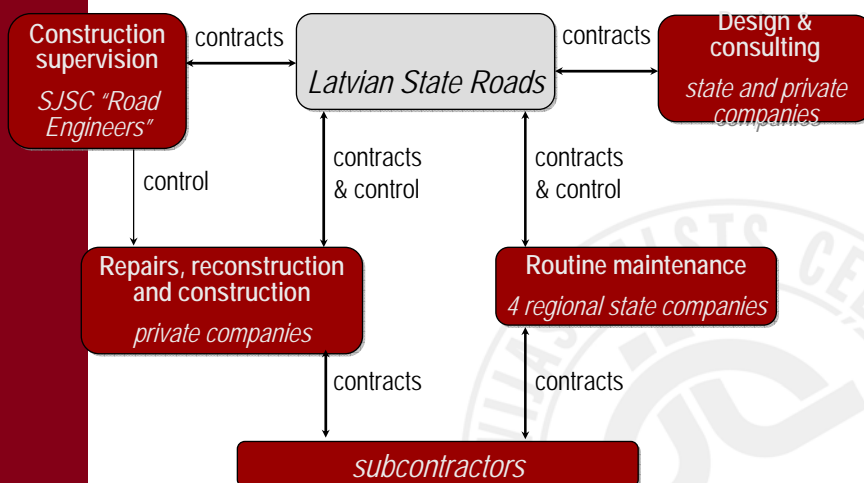 Construction
supervision
SJSC "Road
Engineers"
contracts
Latvian State Roads
contracts
Design &
consulting
state and private
companies
control
contracts
& control
contracts
& control
Repairs, reconstruction
and construction
private companies
Routine maintenance
4 regional state companies
contracts
contracts
subcontractors